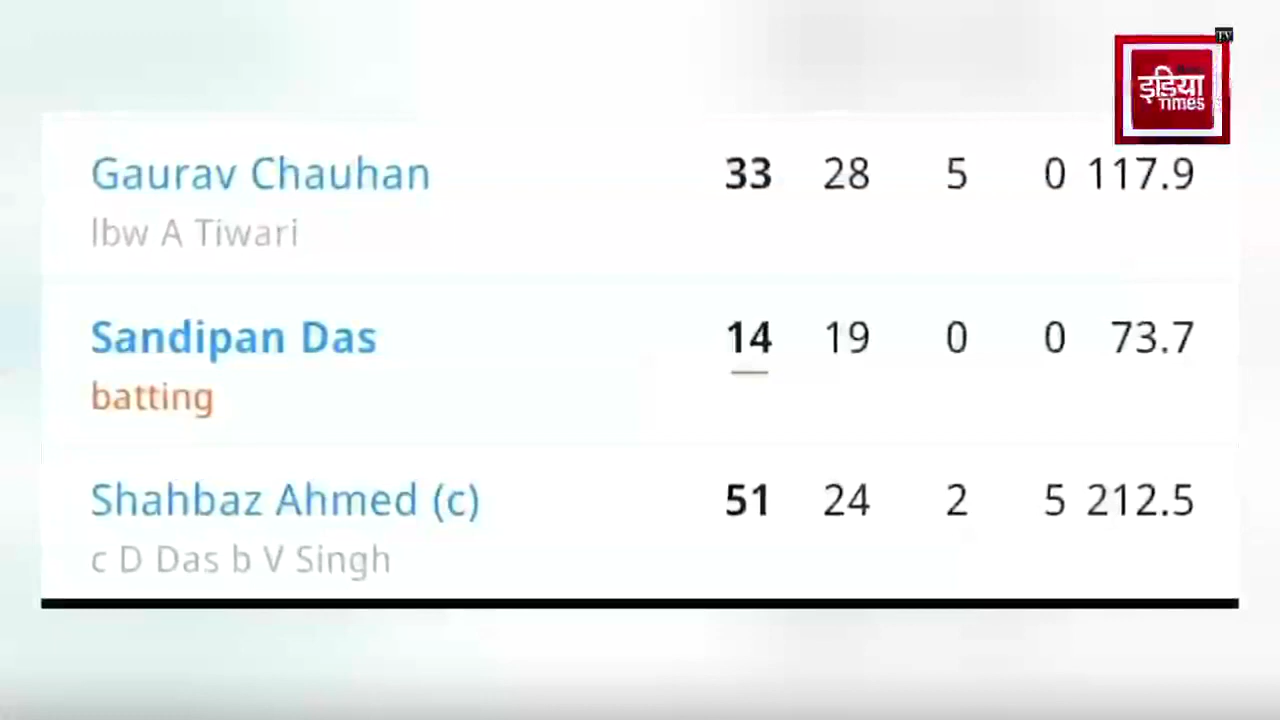 TV
इंडिया
TIMES
Gaurav Chauhan 33 28 5 0 117.9
lbw A Tiwari
Sandipan Das 14 19 0 0 73.7
batting
Shahbaz Ahmed (c) 51 24 2 5 212.5
c D Das b V Singh